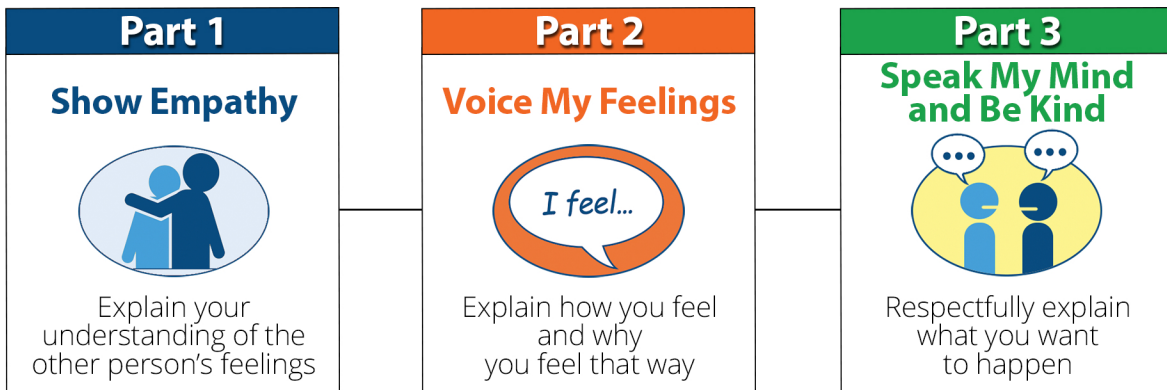 Part 1
Show Empathy
Explain your
understanding of the
other person's feelings
Part 2
Voice My Feelings
I feel...
Explain how you feel
and why
you feel that way
Part 3
Speak My Mind
and Be Kind
Respectfully explain
what you want
to happen